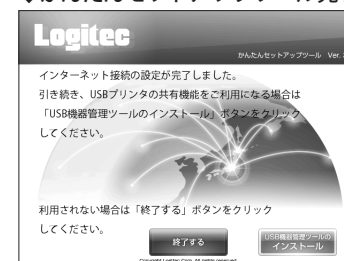 Logitec
かんたんセットアップツール Ver.
インターネット接続の設定が完了しました。
引き続き、USBプリンタの共有機能をご利用になる場合は
「USB機器管理ツールのインストール」ボタンをクリック
してください。
利用されない場合は「終了する」ボタンをクリック
してください。
終了する
USB機器管理ツールの
インストール
Copyright Logitec Corp. All rights reserved.